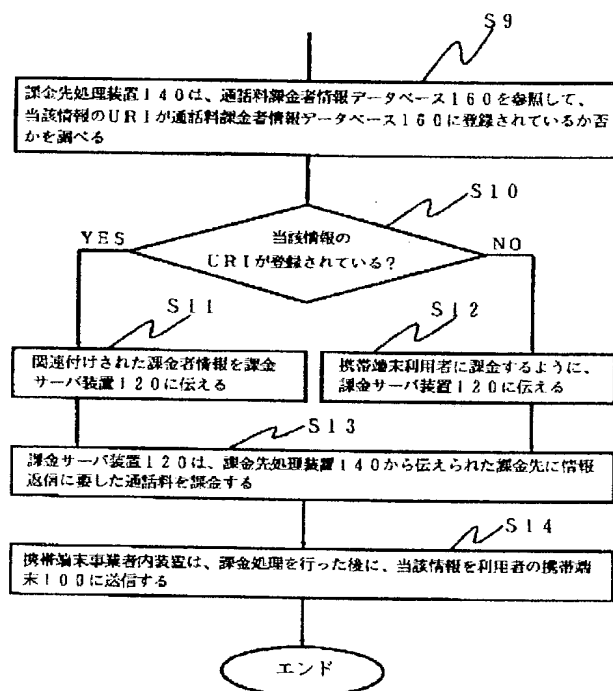 S9
課金先処理装置140は、通話料課金者情報データベース160を参照して、
当該情報のURIが通話料課金者情報データベース160に登録されているか否
かを調べる
S10
YES
当該情報の
URIが登録されている?
NO
S11
S12
関連付けされた課金者情報を課金
サーバ装置120に伝える
携帯端末利用者に課金するように、
課金サーバ装置120に伝える
S13
課金サーバ装置120は、課金先処理装置140から伝えられた課金先に情報
返信に要した通話料を課金する
S14
携帯端末事業者内装置は、課金処理を行った後に、当該情報を利用者の携帯端
末100に送信する
エンド